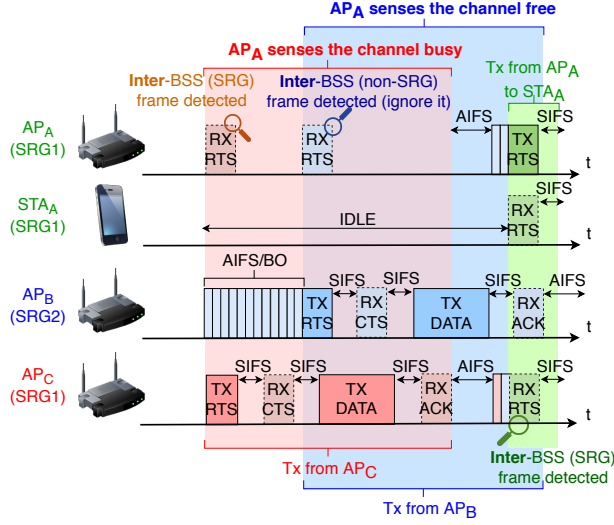 AP_A senses the channel free
AP_A senses the channel busy
Tx from AP_A
to STA_A
Inter-BSS (SRG)
frame detected
Inter-BSS (non-SRG)
frame detected (ignore it)
AIFS
SIFS
AP_A
(SRG1)
RX
RTS
RX
RTS
TX
RTS
t
STA_A
(SRG1)
IDLE
SIFS
RX
RTS
t
AIFS/BO
SIFS
SIFS
SIFS
AIFS
AP_B
(SRG2)
TX
RTS
RX
CTS
TX
DATA
RX
ACK
t
SIFS
SIFS
SIFS
AIFS
SIFS
AP_C
(SRG1)
TX
RTS
RX
CTS
TX
DATA
RX
ACK
RX
RTS
t
Tx from AP_C
Inter-BSS (SRG)
frame detected
Tx from AP_B